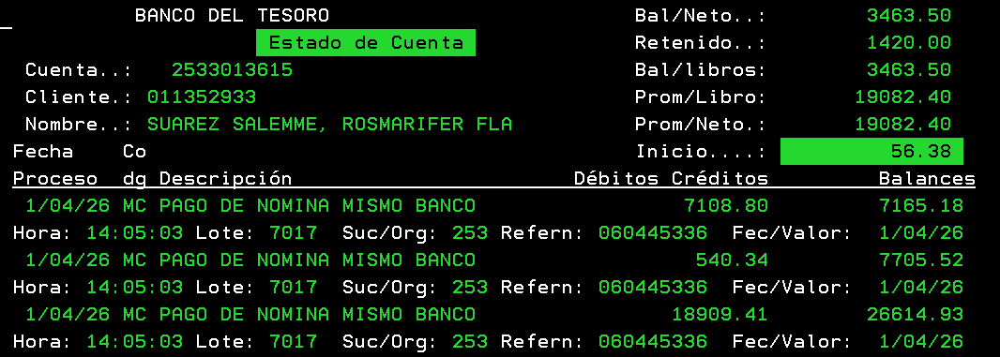 BANCO DEL TESORO Bal/Neto..: 3463.50
Estado de Cuenta Retenido..: 1420.00
Cuenta..: 2533013615 Bal/libros: 3463.50
Cliente.: 011352933 Prom/Libro: 19082.40
Nombre..: SUAREZ SALEMME, ROSMARIFER FLA Prom/Neto.: 19082.40
Fecha Co Inicio....: 56.38
Proceso dg Descripción Débitos Créditos Balances
1/04/26 MC PAGO DE NOMINA MISMO BANCO 7108.80 7165.18
Hora: 14:05:03 Lote: 7017 Suc/Org: 253 Refern: 060445336 Fec/Valor: 1/04/26
1/04/26 MC PAGO DE NOMINA MISMO BANCO 540.34 7705.52
Hora: 14:05:03 Lote: 7017 Suc/Org: 253 Refern: 060445336 Fec/Valor: 1/04/26
1/04/26 MC PAGO DE NOMINA MISMO BANCO 18909.41 26614.93
Hora: 14:05:03 Lote: 7017 Suc/Org: 253 Refern: 060445336 Fec/Valor: 1/04/26